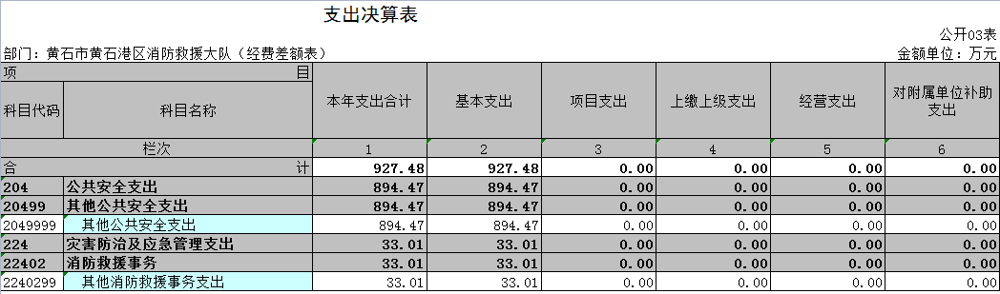 支出决算表
公开03表
部门：黄石市黄石港区消防救援大队（经费差额表） 金额单位：万元
项 目 本年支出合计 基本支出 项目支出 上缴上级支出 经营支出 对附属单位补助支出
科目代码 科目名称
栏次 1 2 3 4 5 6
合 计 927.48 927.48 0.00 0.00 0.00 0.00
204 公共安全支出 894.47 894.47 0.00 0.00 0.00 0.00
20499 其他公共安全支出 894.47 894.47 0.00 0.00 0.00 0.00
2049999 其他公共安全支出 894.47 894.47 0.00 0.00 0.00 0.00
224 灾害防治及应急管理支出 33.01 33.01 0.00 0.00 0.00 0.00
22402 消防救援事务 33.01 33.01 0.00 0.00 0.00 0.00
2240299 其他消防救援事务支出 33.01 33.01 0.00 0.00 0.00 0.00